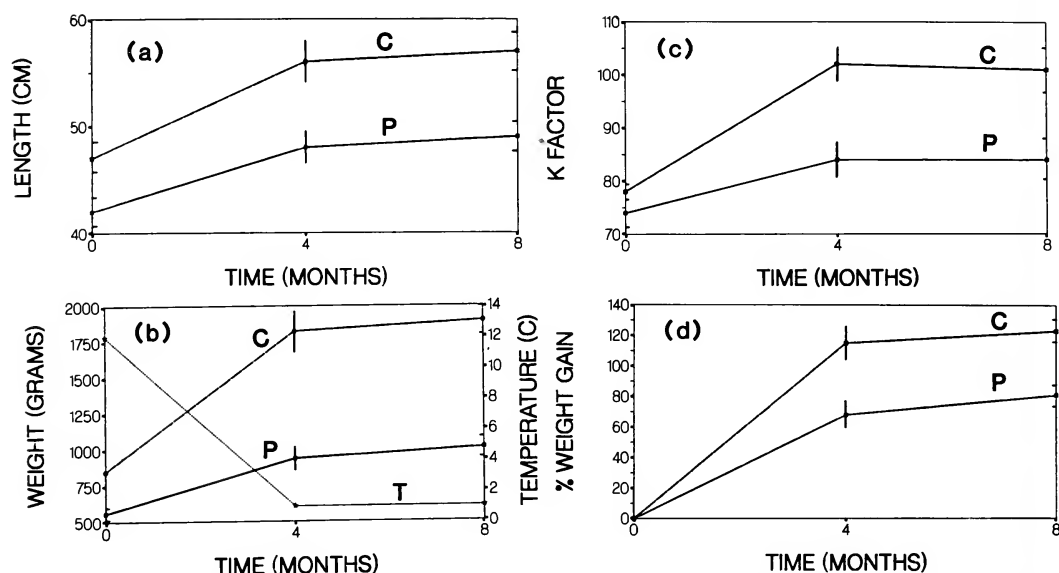 (a)
LENGTH (CM)
60
50
40
C
P
0 4 8
TIME (MONTHS)
(c)
K FACTOR
110
100
90
80
70
C
P
0 4 8
TIME (MONTHS)
(b)
WEIGHT (GRAMS)
2000
1750
1500
1250
1000
750
500
C
P
T
14
12
10
8
6
4
2
0
TEMPERATURE (C)
0 4 8
TIME (MONTHS)
(d)
% WEIGHT GAIN
140
120
100
80
60
40
20
0
C
P
0 4 8
TIME (MONTHS)